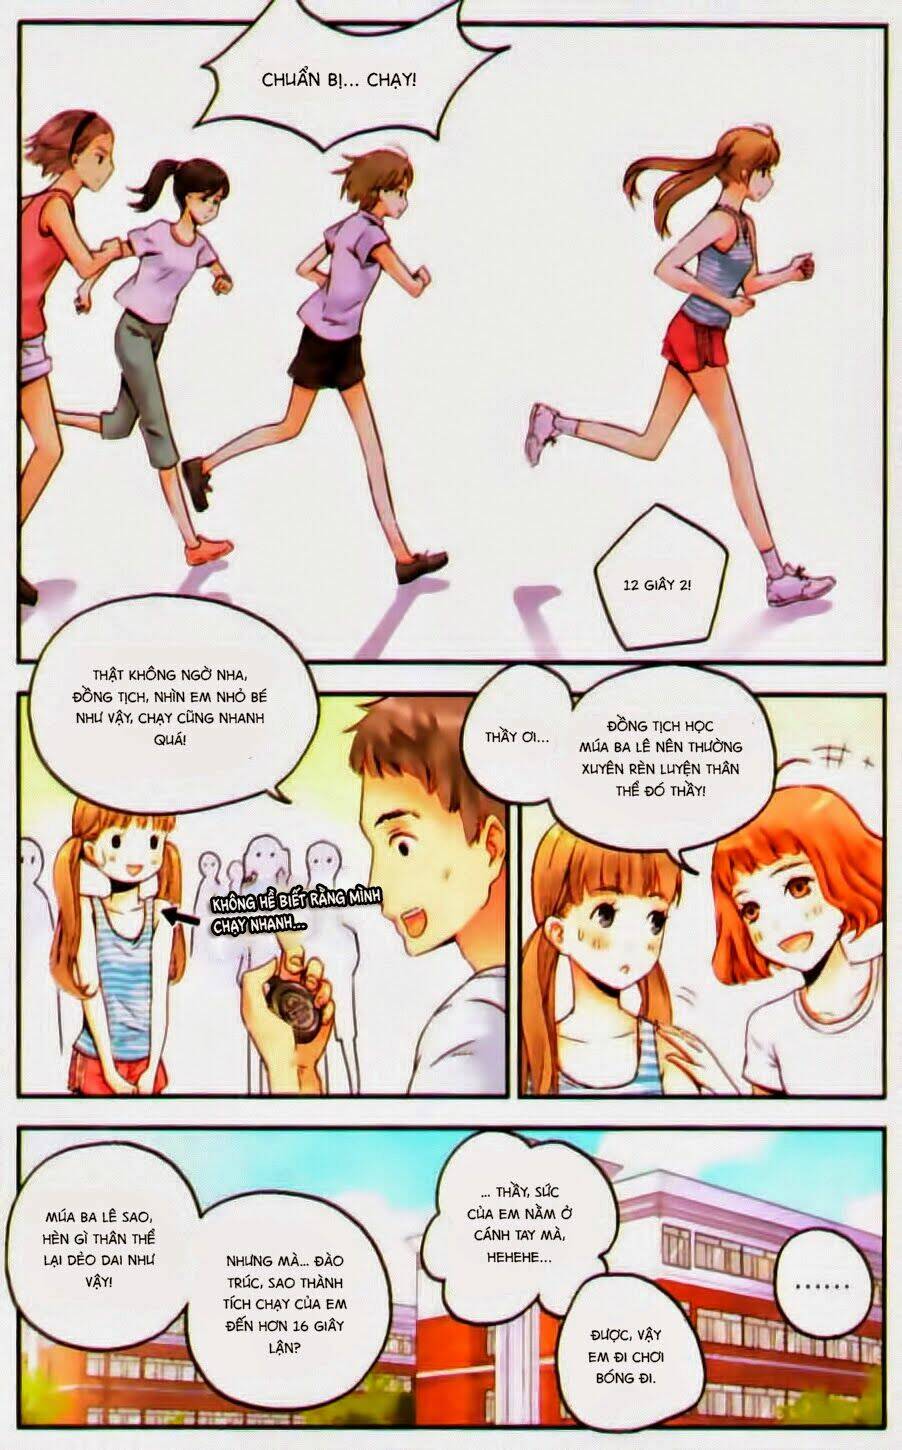 CHUẨN BỊ... CHẠY!
12 GIÂY 2!
THẬT KHÔNG NGỜ NHA,
ĐỒNG TỊCH, NHÌN EM NHỎ BÉ
NHƯ VẬY, CHẠY CŨNG NHANH
QUÁ!
KHÔNG HỀ BIẾT RẰNG MÌNH
CHẠY NHANH...
THẦY ƠI...
ĐỒNG TỊCH HỌC
MÚA BA LÊ NÊN THƯỜNG
XUYÊN RÈN LUYỆN THÂN
THỂ ĐÓ THẦY!
MÚA BA LÊ SAO,
HÈN GÌ THÂN THỂ
LẠI DẺO DAI NHƯ
VẬY!
NHƯNG MÀ... ĐÀO
TRÚC, SAO THÀNH
TÍCH CHẠY CỦA EM
ĐẾN HƠN 16 GIÂY
LẬN?
... THẦY, SỨC
CỦA EM NẰM Ở
CÁNH TAY MÀ,
HEHEHE...
ĐƯỢC, VẬY
EM ĐI CHƠI
BÓNG ĐI.
......